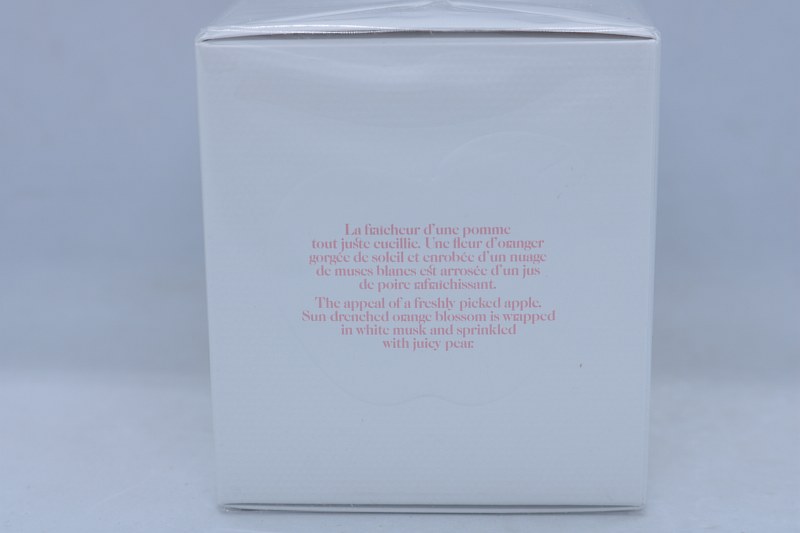 La fraîcheur d'une pomme
tout juste cueillie. Une fleur d'oranger
gorgée de soleil et enrobée d'un nuage
de muscs blancs est arrosée d'un jus
de poire rafraîchissant.
The appeal of a freshly picked apple.
Sun drenched orange blossom is wrapped
in white musk and sprinkled
with juicy pear.